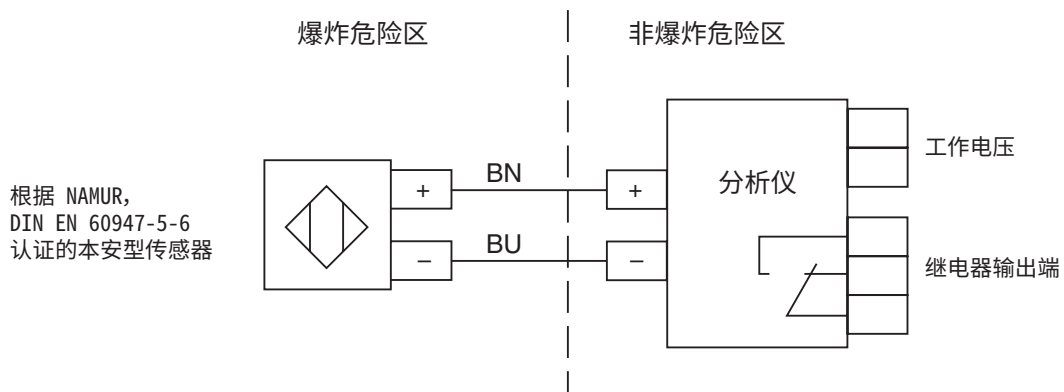 爆炸危险区
非爆炸危险区
工作电压
BN
+
+
分析仪
根据 NAMUR,
DIN EN 60947-5-6
认证的本安型传感器
BU
–
–
继电器输出端